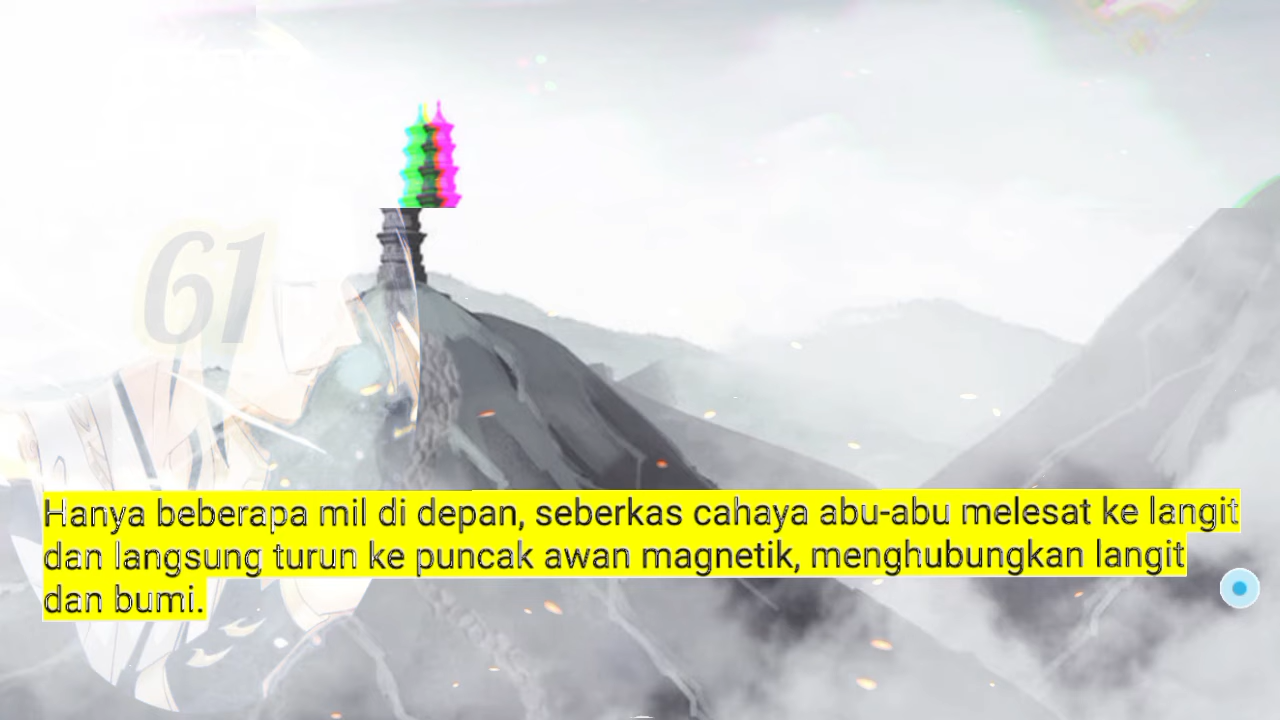 61
Hanya beberapa mil di depan, seberkas cahaya abu-abu melesat ke langit
dan langsung turun ke puncak awan magnetik, menghubungkan langit
dan bumi.